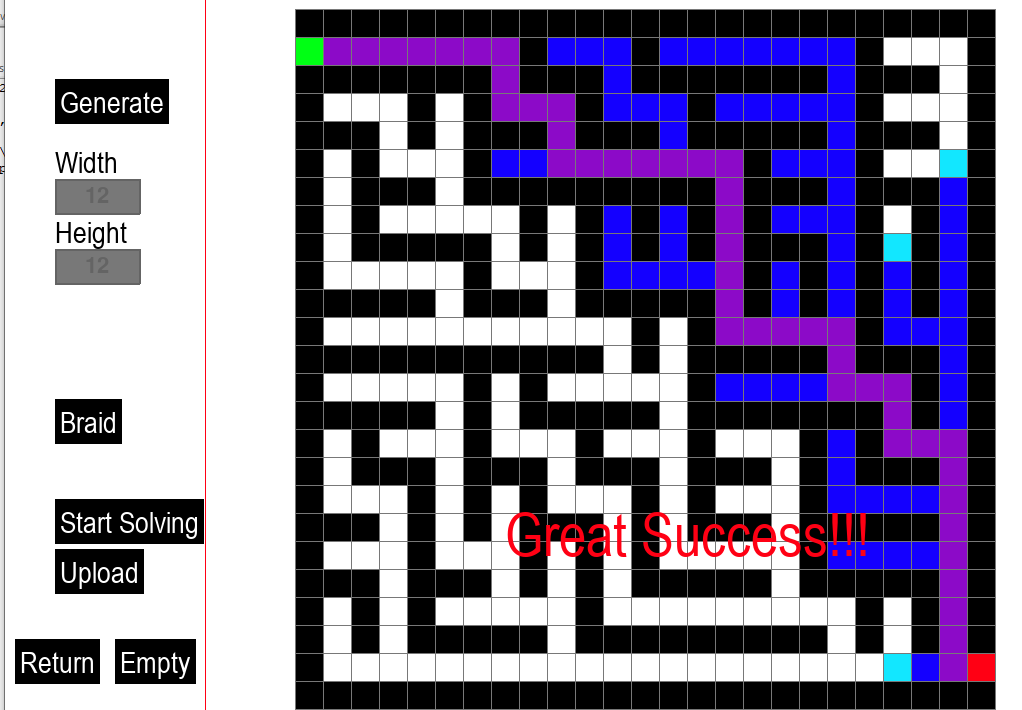 Generate
Width
12
Height
12
Braid
Start Solving
Upload
Return
Empty
Great Success!!!